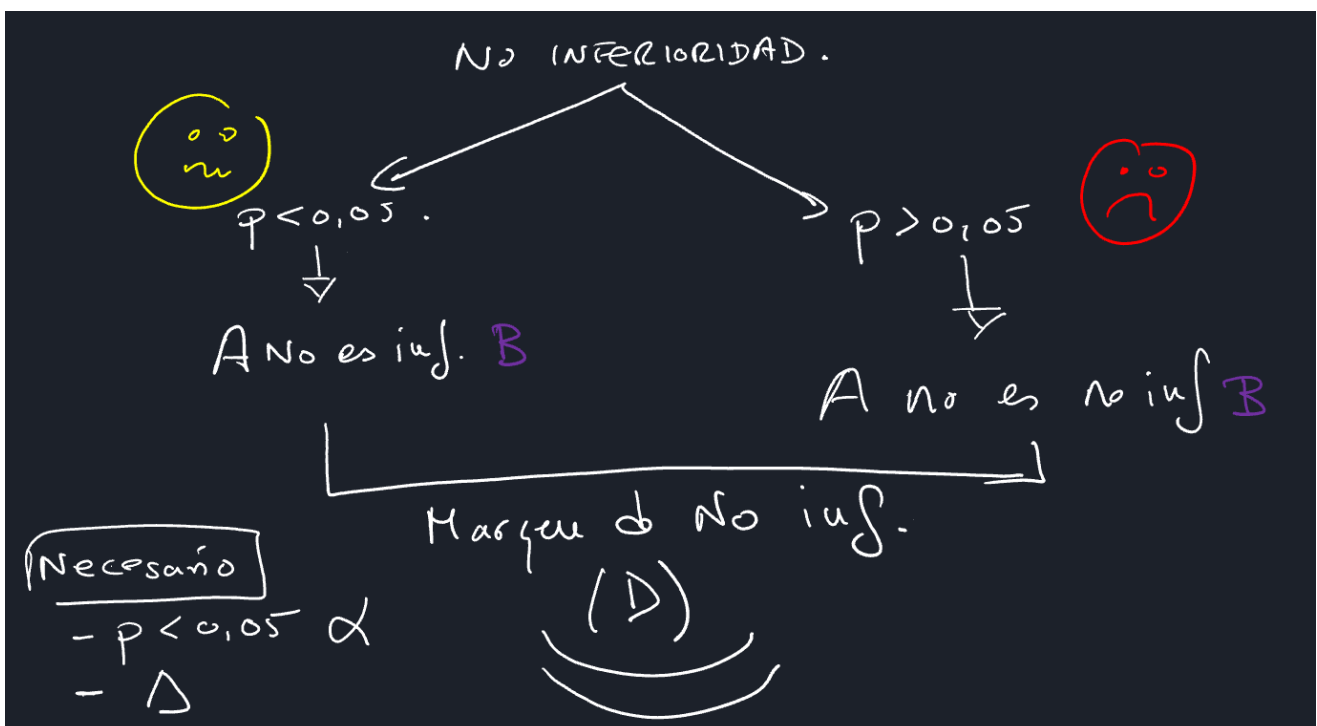 NO INFERIORIDAD.
p<0,05.
p>0,05
A No es inf. B
A no es no inf B
Margen d No inf.
(D)
Necesario
- p<0,05 α
- Δ